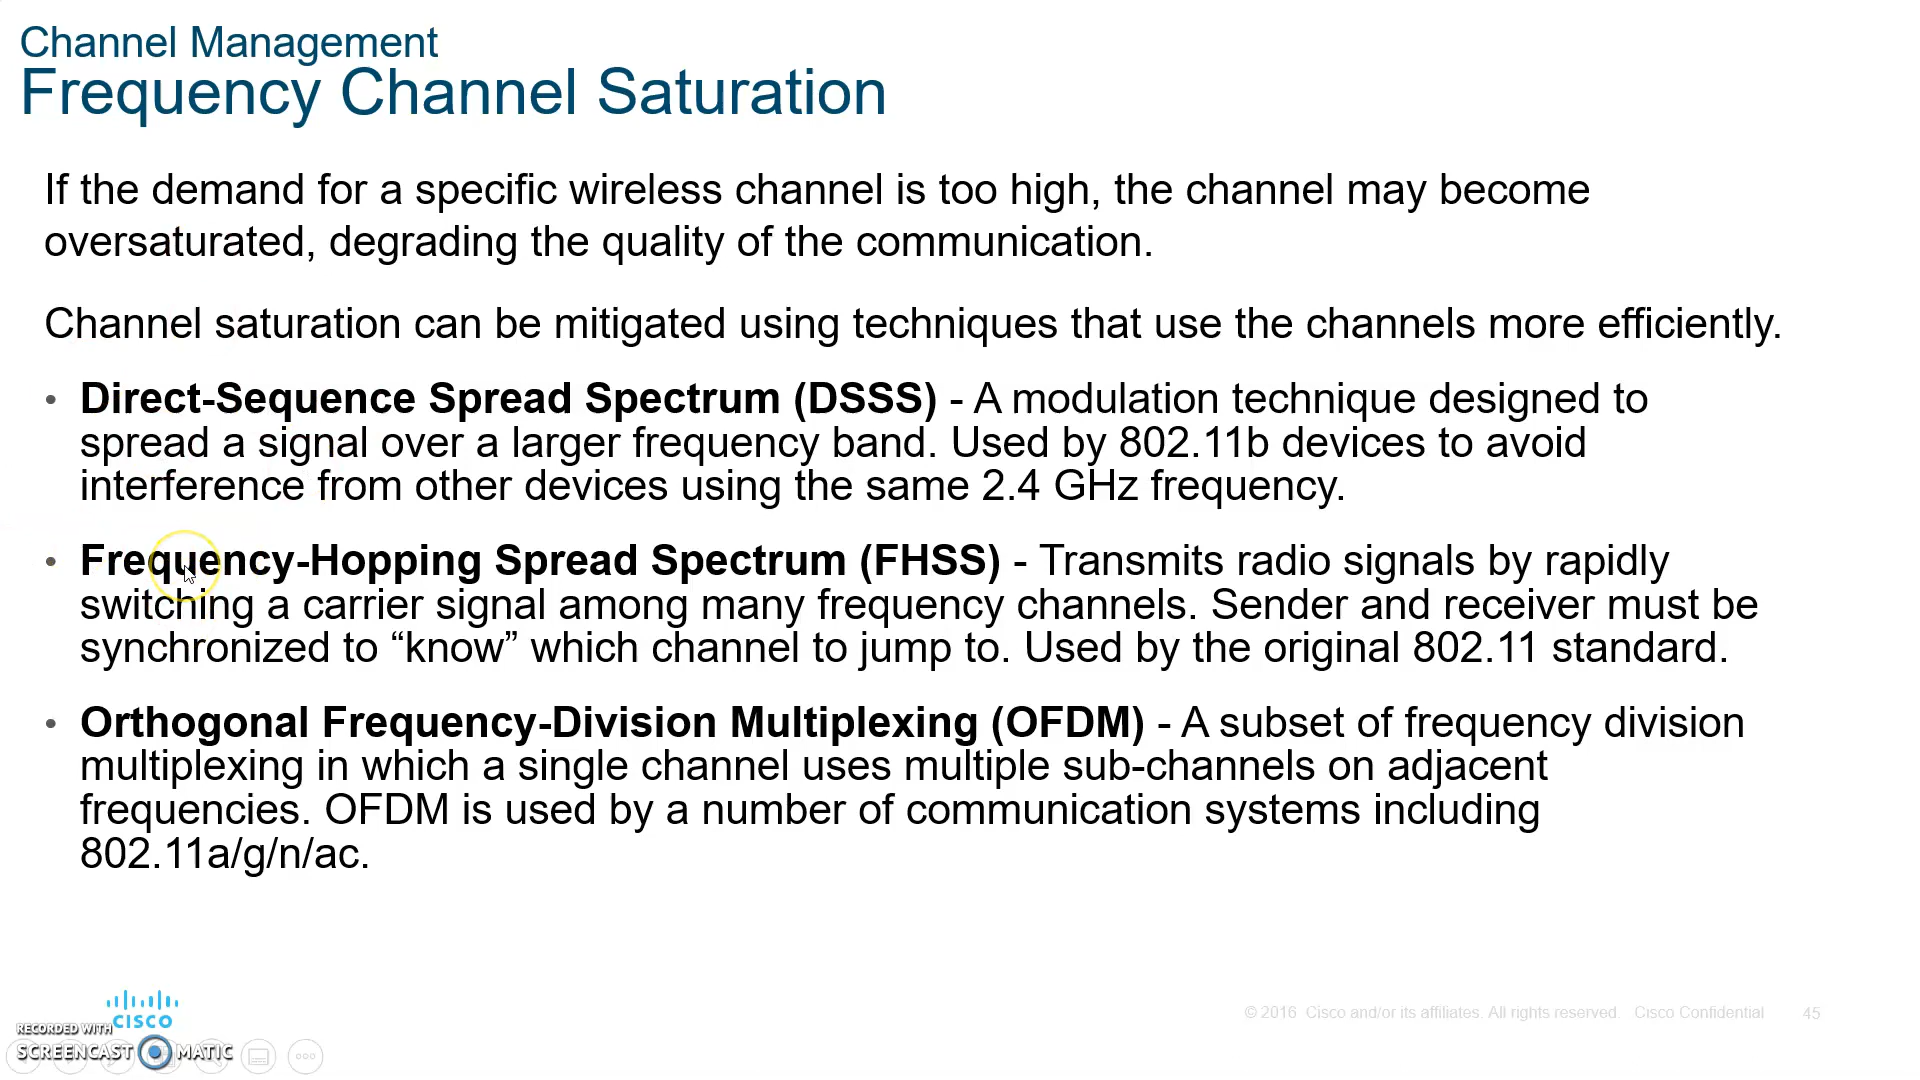 Channel Management
Frequency Channel Saturation
If the demand for a specific wireless channel is too high, the channel may become
oversaturated, degrading the quality of the communication.
Channel saturation can be mitigated using techniques that use the channels more efficiently.
• Direct-Sequence Spread Spectrum (DSSS) - A modulation technique designed to
spread a signal over a larger frequency band. Used by 802.11b devices to avoid
interference from other devices using the same 2.4 GHz frequency.
• Frequency-Hopping Spread Spectrum (FHSS) - Transmits radio signals by rapidly
switching a carrier signal among many frequency channels. Sender and receiver must be
synchronized to “know” which channel to jump to. Used by the original 802.11 standard.
• Orthogonal Frequency-Division Multiplexing (OFDM) - A subset of frequency division
multiplexing in which a single channel uses multiple sub-channels on adjacent
frequencies. OFDM is used by a number of communication systems including
802.11a/g/n/ac.
CISCO
© 2016 Cisco and/or its affiliates. All rights reserved. Cisco Confidential 45
RECORDED WITH
SCREENCAST MATIC